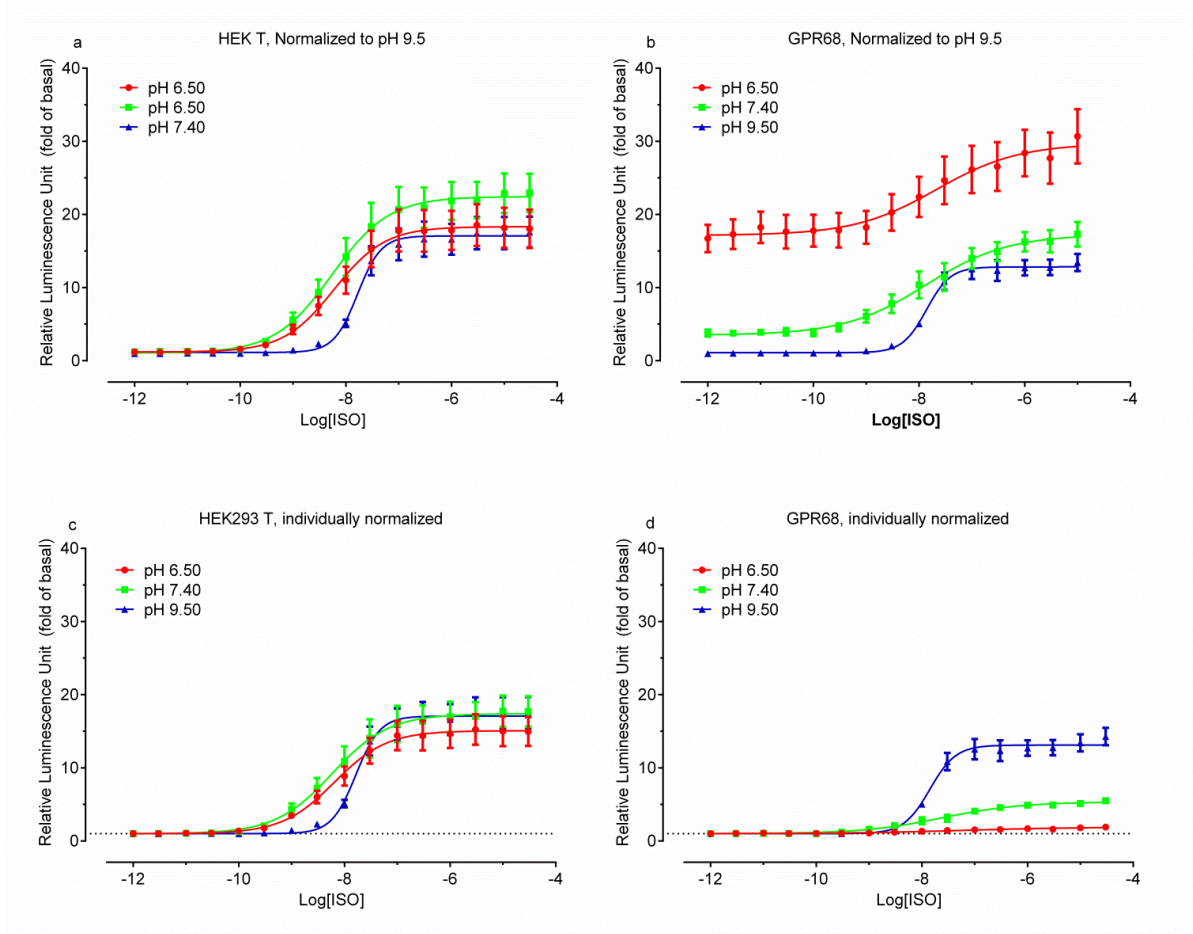 a
HEK T, Normalized to pH 9.5
Relative Luminescence Unit (fold of basal)
40
30
20
10
0
pH 6.50
pH 6.50
pH 7.40
-12
-10
-8
-6
-4
Log[ISO]
b
GPR68, Normalized to pH 9.5
Relative Luminescence Unit (fold of basal)
40
30
20
10
0
pH 6.50
pH 7.40
pH 9.50
-12
-10
-8
-6
-4
Log[ISO]
c
HEK293 T, individually normalized
Relative Luminescence Unit (fold of basal)
40
30
20
10
0
pH 6.50
pH 7.40
pH 9.50
-12
-10
-8
-6
-4
Log[ISO]
d
GPR68, individually normalized
Relative Luminescence Unit (fold of basal)
40
30
20
10
0
pH 6.50
pH 7.40
pH 9.50
-12
-10
-8
-6
-4
Log[ISO]